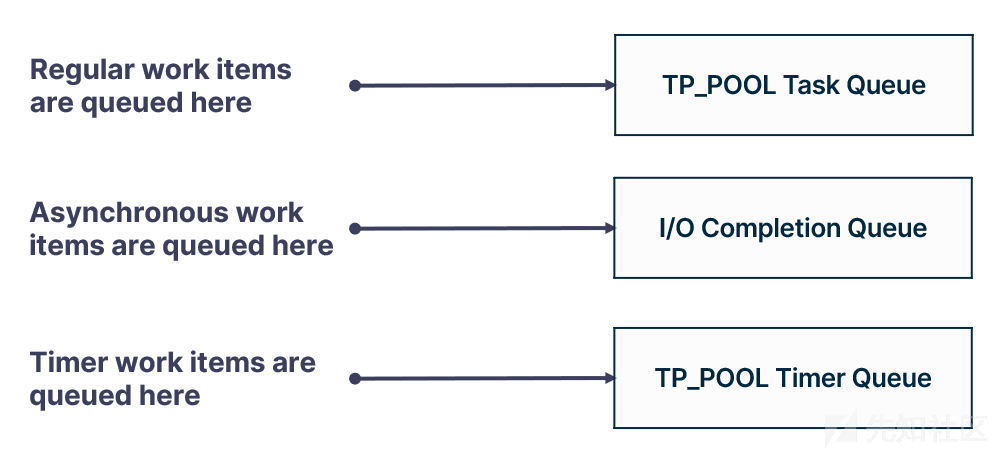 Regular work items
are queued here
TP_POOL Task Queue
Asynchronous work
items are queued here
I/O Completion Queue
Timer work items are
queued here
TP_POOL Timer Queue
先知社区